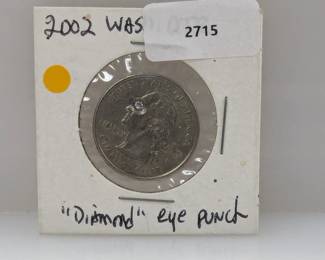 2002 WAS
2715
"Diamond" eye punch